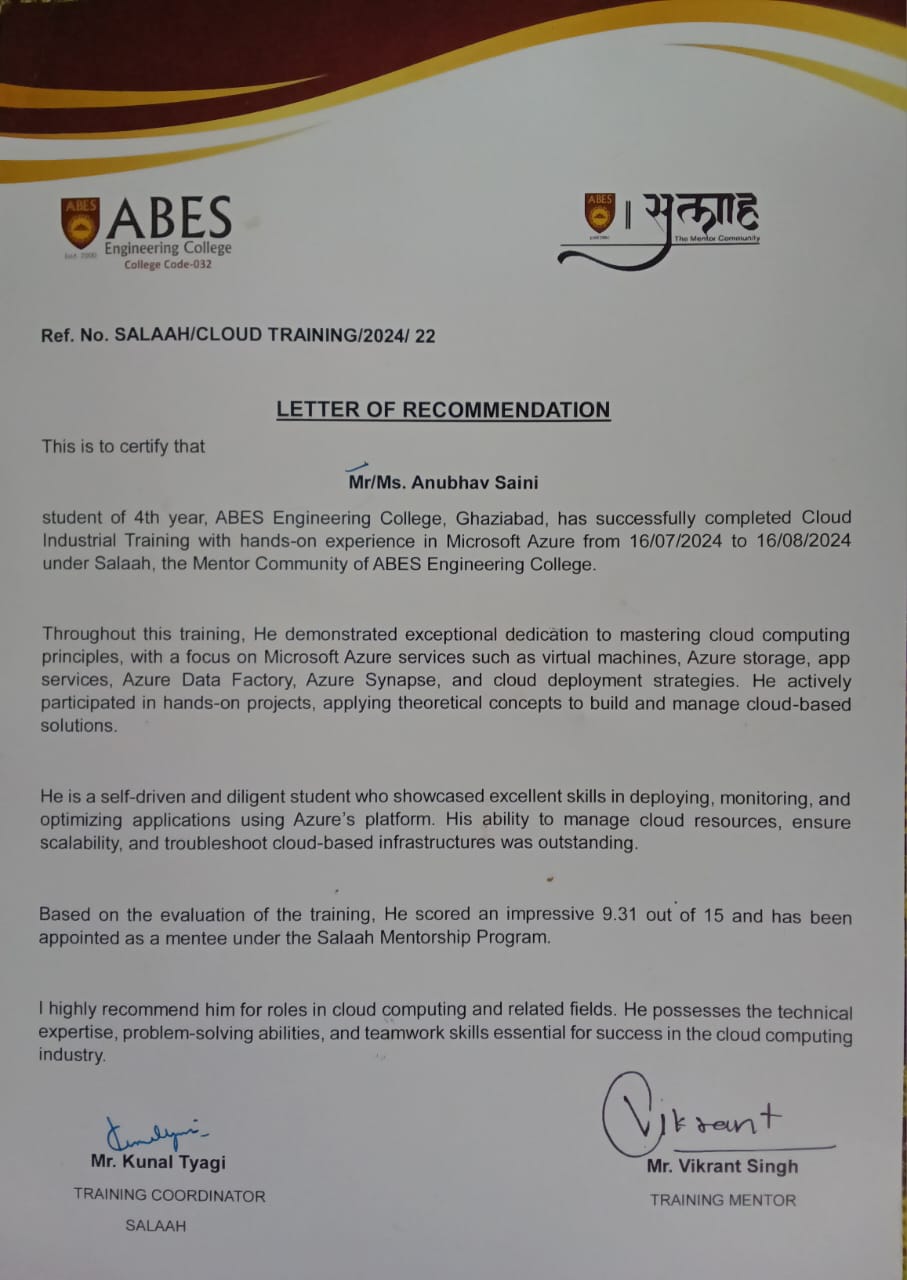 ABES
ABES
Engineering College
Estd. 2000
College Code-032
ABES
सलाह
The Mentor Community
Ref. No. SALAAH/CLOUD TRAINING/2024/ 22
LETTER OF RECOMMENDATION
This is to certify that
Mr/Ms. Anubhav Saini
student of 4th year, ABES Engineering College, Ghaziabad, has successfully completed Cloud
Industrial Training with hands-on experience in Microsoft Azure from 16/07/2024 to 16/08/2024
under Salaah, the Mentor Community of ABES Engineering College.
Throughout this training, He demonstrated exceptional dedication to mastering cloud computing
principles, with a focus on Microsoft Azure services such as virtual machines, Azure storage, app
services, Azure Data Factory, Azure Synapse, and cloud deployment strategies. He actively
participated in hands-on projects, applying theoretical concepts to build and manage cloud-based
solutions.
He is a self-driven and diligent student who showcased excellent skills in deploying, monitoring, and
optimizing applications using Azure's platform. His ability to manage cloud resources, ensure
scalability, and troubleshoot cloud-based infrastructures was outstanding.
Based on the evaluation of the training, He scored an impressive 9.31 out of 15 and has been
appointed as a mentee under the Salaah Mentorship Program.
I highly recommend him for roles in cloud computing and related fields. He possesses the technical
expertise, problem-solving abilities, and teamwork skills essential for success in the cloud computing
industry.
Vikrant
Mr. Kunal Tyagi
Mr. Vikrant Singh
TRAINING COORDINATOR
TRAINING MENTOR
SALAAH